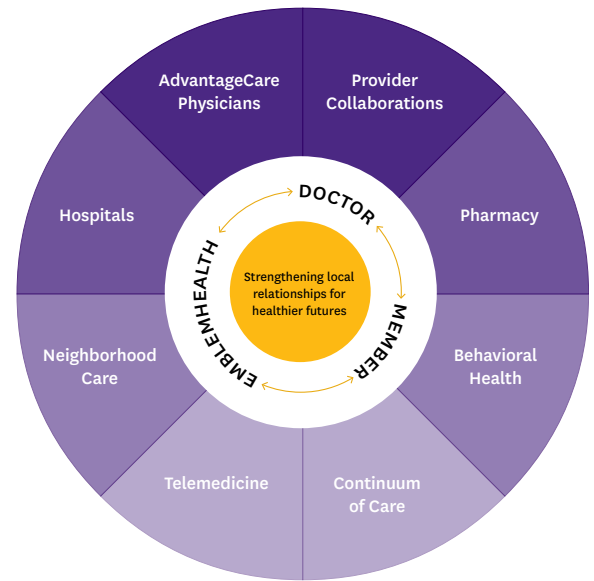 AdvantageCare
Physicians
Provider
Collaborations
Hospitals
Pharmacy
DOCTOR
EMBLEMHEALTH
MEMBER
Strengthening local
relationships for
healthier futures
Neighborhood
Care
Behavioral
Health
Telemedicine
Continuum
of Care